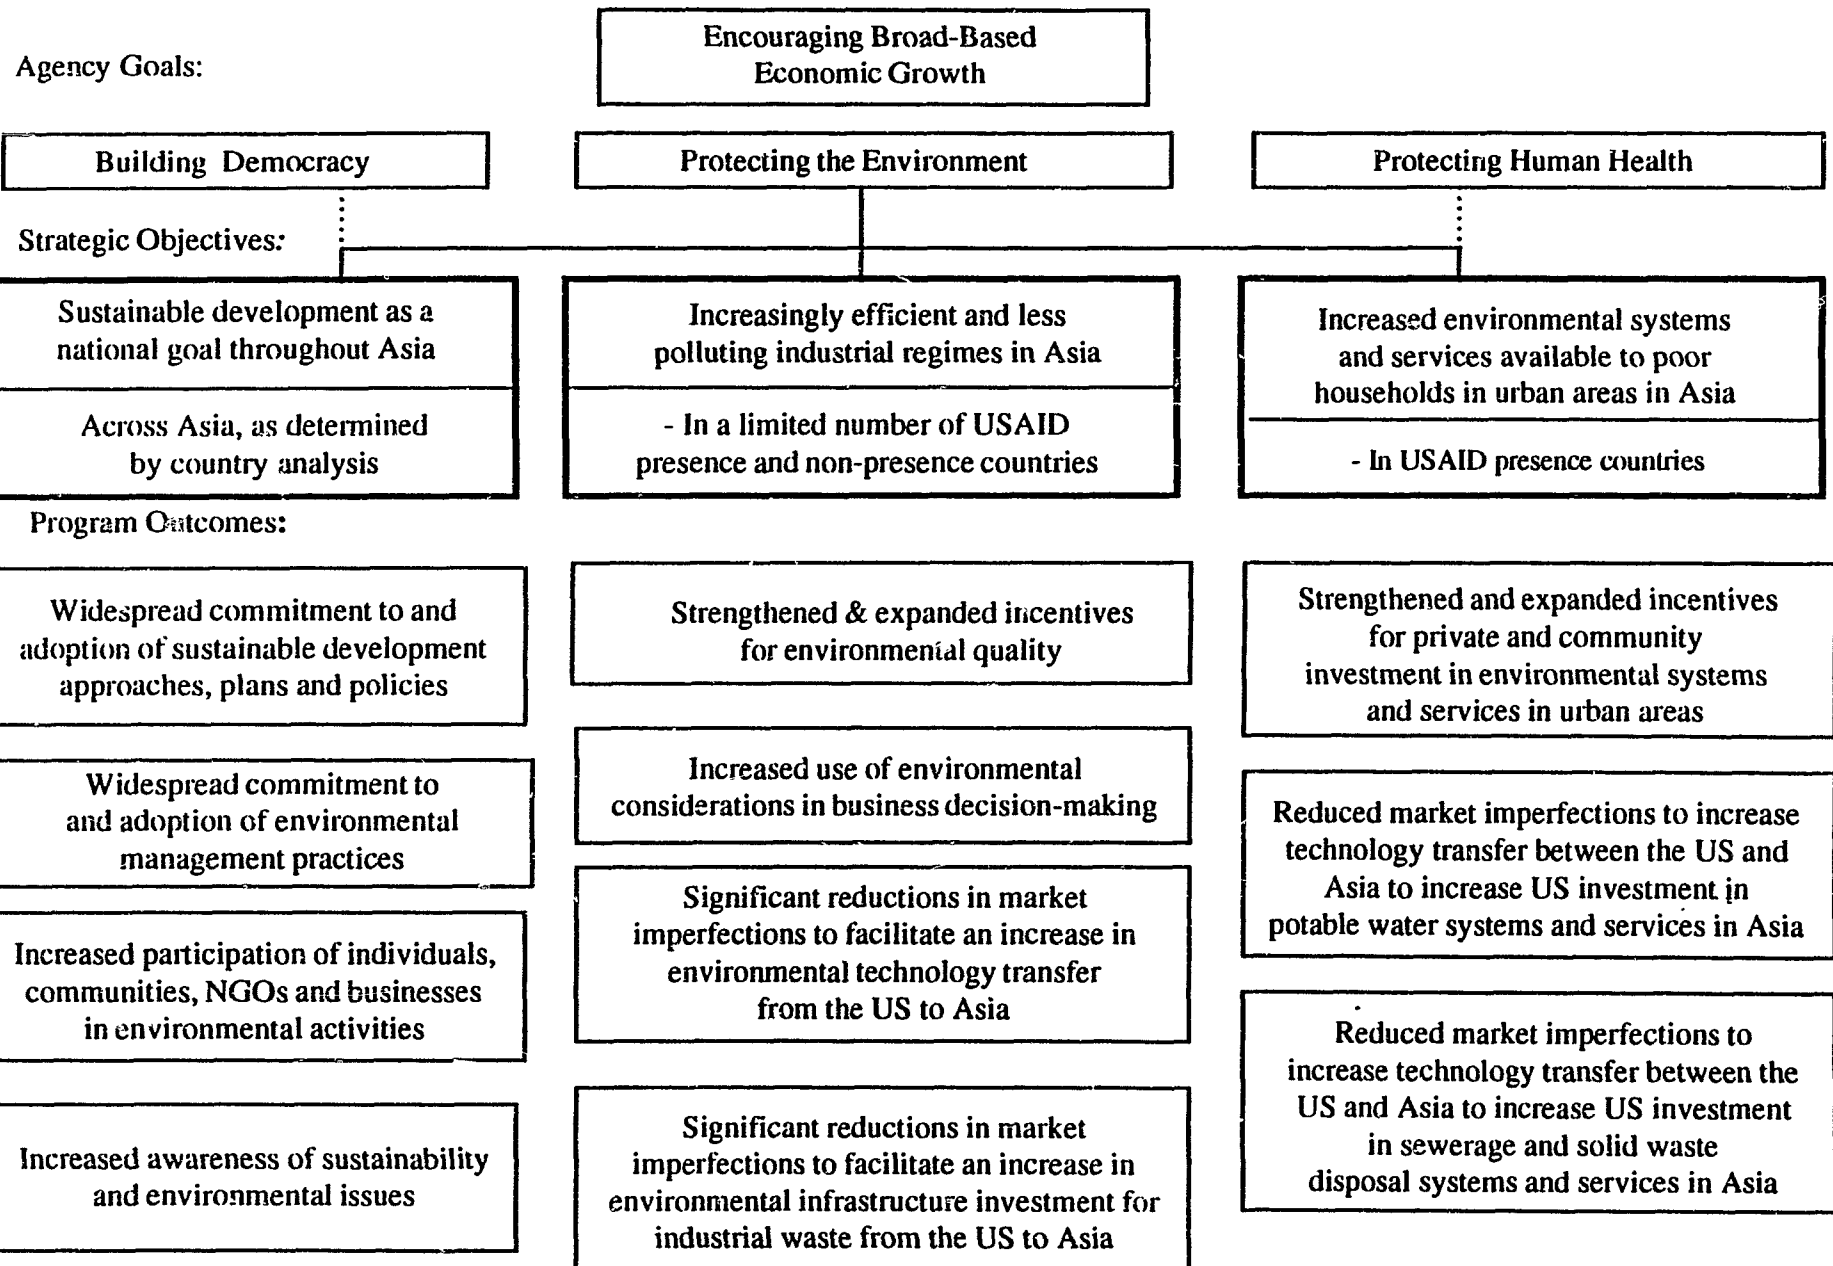 Agency Goals:
Encouraging Broad-Based
Economic Growth
Building Democracy
Protecting the Environment
Protecting Human Health
Strategic Objectives:
Sustainable development as a
national goal throughout Asia
Across Asia, as determined
by country analysis
Increasingly efficient and less
polluting industrial regimes in Asia
- In a limited number of USAID
presence and non-presence countries
Increased environmental systems
and services available to poor
households in urban areas in Asia
- In USAID presence countries
Program Outcomes:
Widespread commitment to and
adoption of sustainable development
approaches, plans and policies
Widespread commitment to
and adoption of environmental
management practices
Increased participation of individuals,
communities, NGOs and businesses
in environmental activities
Increased awareness of sustainability
and environmental issues
Strengthened & expanded incentives
for environmental quality
Increased use of environmental
considerations in business decision-making
Significant reductions in market
imperfections to facilitate an increase in
environmental technology transfer
from the US to Asia
Significant reductions in market
imperfections to facilitate an increase in
environmental infrastructure investment for
industrial waste from the US to Asia
Strengthened and expanded incentives
for private and community
investment in environmental systems
and services in urban areas
Reduced market imperfections to increase
technology transfer between the US and
Asia to increase US investment in
potable water systems and services in Asia
Reduced market imperfections to
increase technology transfer between the
US and Asia to increase US investment
in sewerage and solid waste
disposal systems and services in Asia